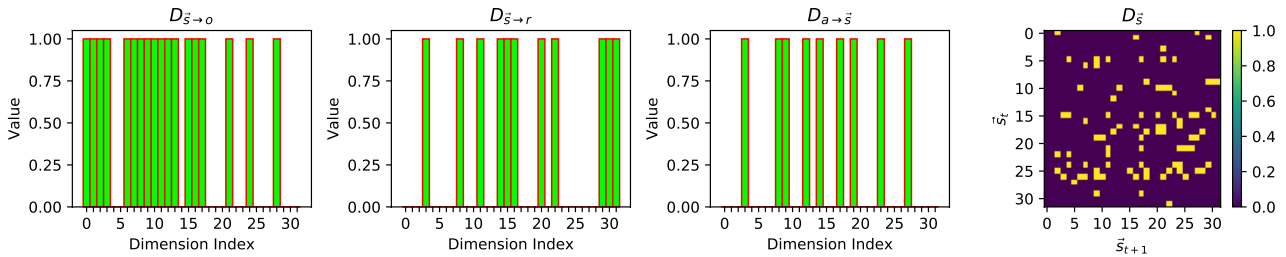 D_{\vec{s}→o}
1.00
0.75
0.50
0.25
0.00
Value
0 5 10 15 20 25 30
Dimension Index
D_{\vec{s}→r}
1.00
0.75
0.50
0.25
0.00
Value
0 5 10 15 20 25 30
Dimension Index
D_{a→\vec{s}}
1.00
0.75
0.50
0.25
0.00
Value
0 5 10 15 20 25 30
Dimension Index
D_{\vec{s}}
0
5
10
15
20
25
30
\vec{s}_t
0 5 10 15 20 25 30
\vec{s}_{t+1}
1.0
0.8
0.6
0.4
0.2
0.0